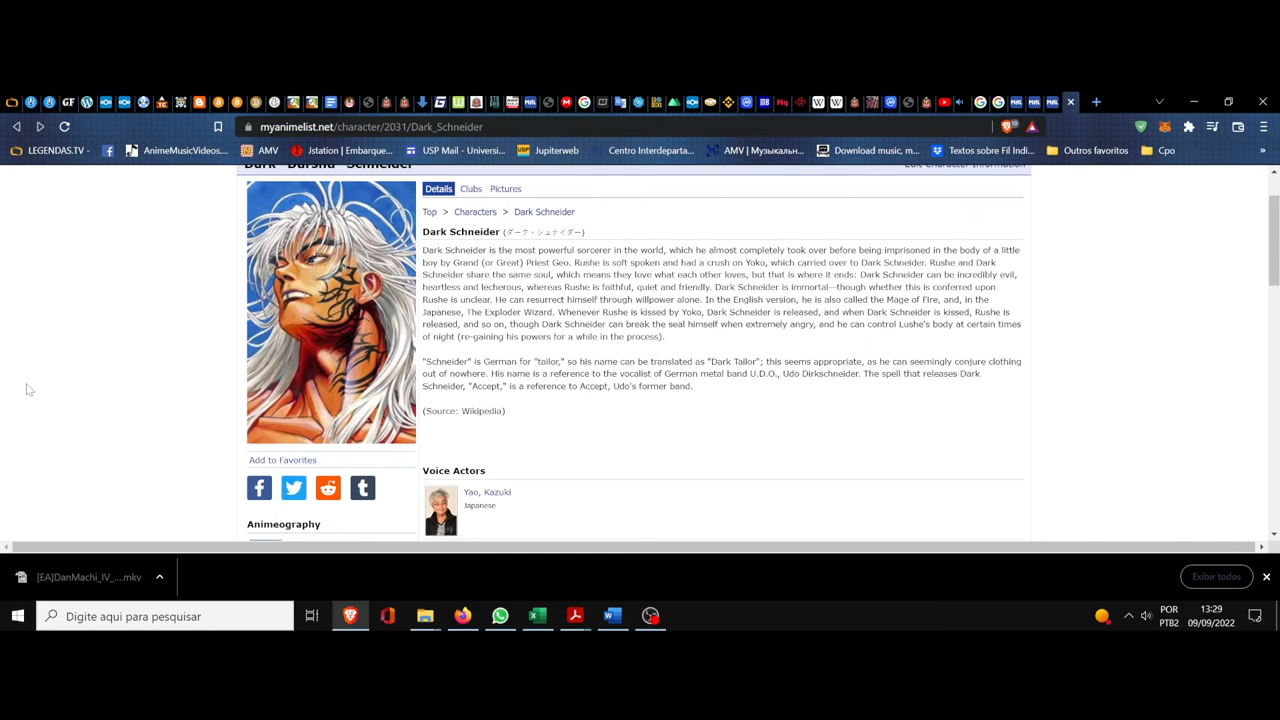 myanimelist.net/character/2031/Dark_Schneider
LEGENDAS.TV
AnimeMusicVideos...
AMV
Jstation | Embarque...
USP Mail - Universi...
Jupiterweb
Centro Interdeparta...
AMV | Музыкальн...
Download music, m...
Textos sobre Fil Indi...
Outros favoritos
Cpo
Details Clubs Pictures
Top > Characters > Dark Schneider
Dark Schneider (ダーク・シュナイダー)
Dark Schneider is the most powerful sorcerer in the world, which he almost completely took over before being imprisoned in the body of a little
boy by Grand (or Great) Priest Geo. Rushe is soft spoken and had a crush on Yoko, which carried over to Dark Schneider. Rushe and Dark
Schneider share the same soul, which means they love what each other loves, but that is where it ends: Dark Schneider can be incredibly evil,
heartless and lecherous, whereas Rushe is faithful, quiet and friendly. Dark Schneider is immortal—though whether this is conferred upon
Rushe is unclear. He can resurrect himself through willpower alone. In the English version, he is also called the Mage of Fire, and, in the
Japanese, The Exploder Wizard. Whenever Rushe is kissed by Yoko, Dark Schneider is released, and when Dark Schneider is kissed, Rushe is
released, and so on, though Dark Schneider can break the seal himself when extremely angry, and he can control Lushe's body at certain times
of night (re-gaining his powers for a while in the process).
"Schneider" is German for "tailor," so his name can be translated as "Dark Tailor"; this seems appropriate, as he can seemingly conjure clothing
out of nowhere. His name is a reference to the vocalist of German metal band U.D.O., Udo Dirkschneider. The spell that releases Dark
Schneider, "Accept," is a reference to Accept, Udo's former band.
(Source: Wikipedia)
Add to Favorites
Voice Actors
Yao, Kazuki
Japanese
Animeography
[EA]DanMachi_IV_....mkv
Exibir todos
Digite aqui para pesquisar
POR
PTB2
13:29
09/09/2022